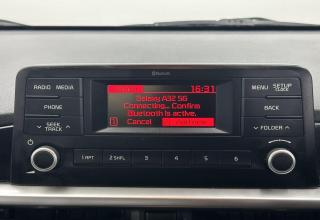 Bluetooth
RADIO MEDIA
16:31
MENU SETUP
CLOCK
Galaxy A32 5G
Connecting... Confirm
Bluetooth is active.
PHONE
BACK
SEEK
TRACK
1 Cancel
FOLDER
1 RPT 2 SHFL 3 4 5 6